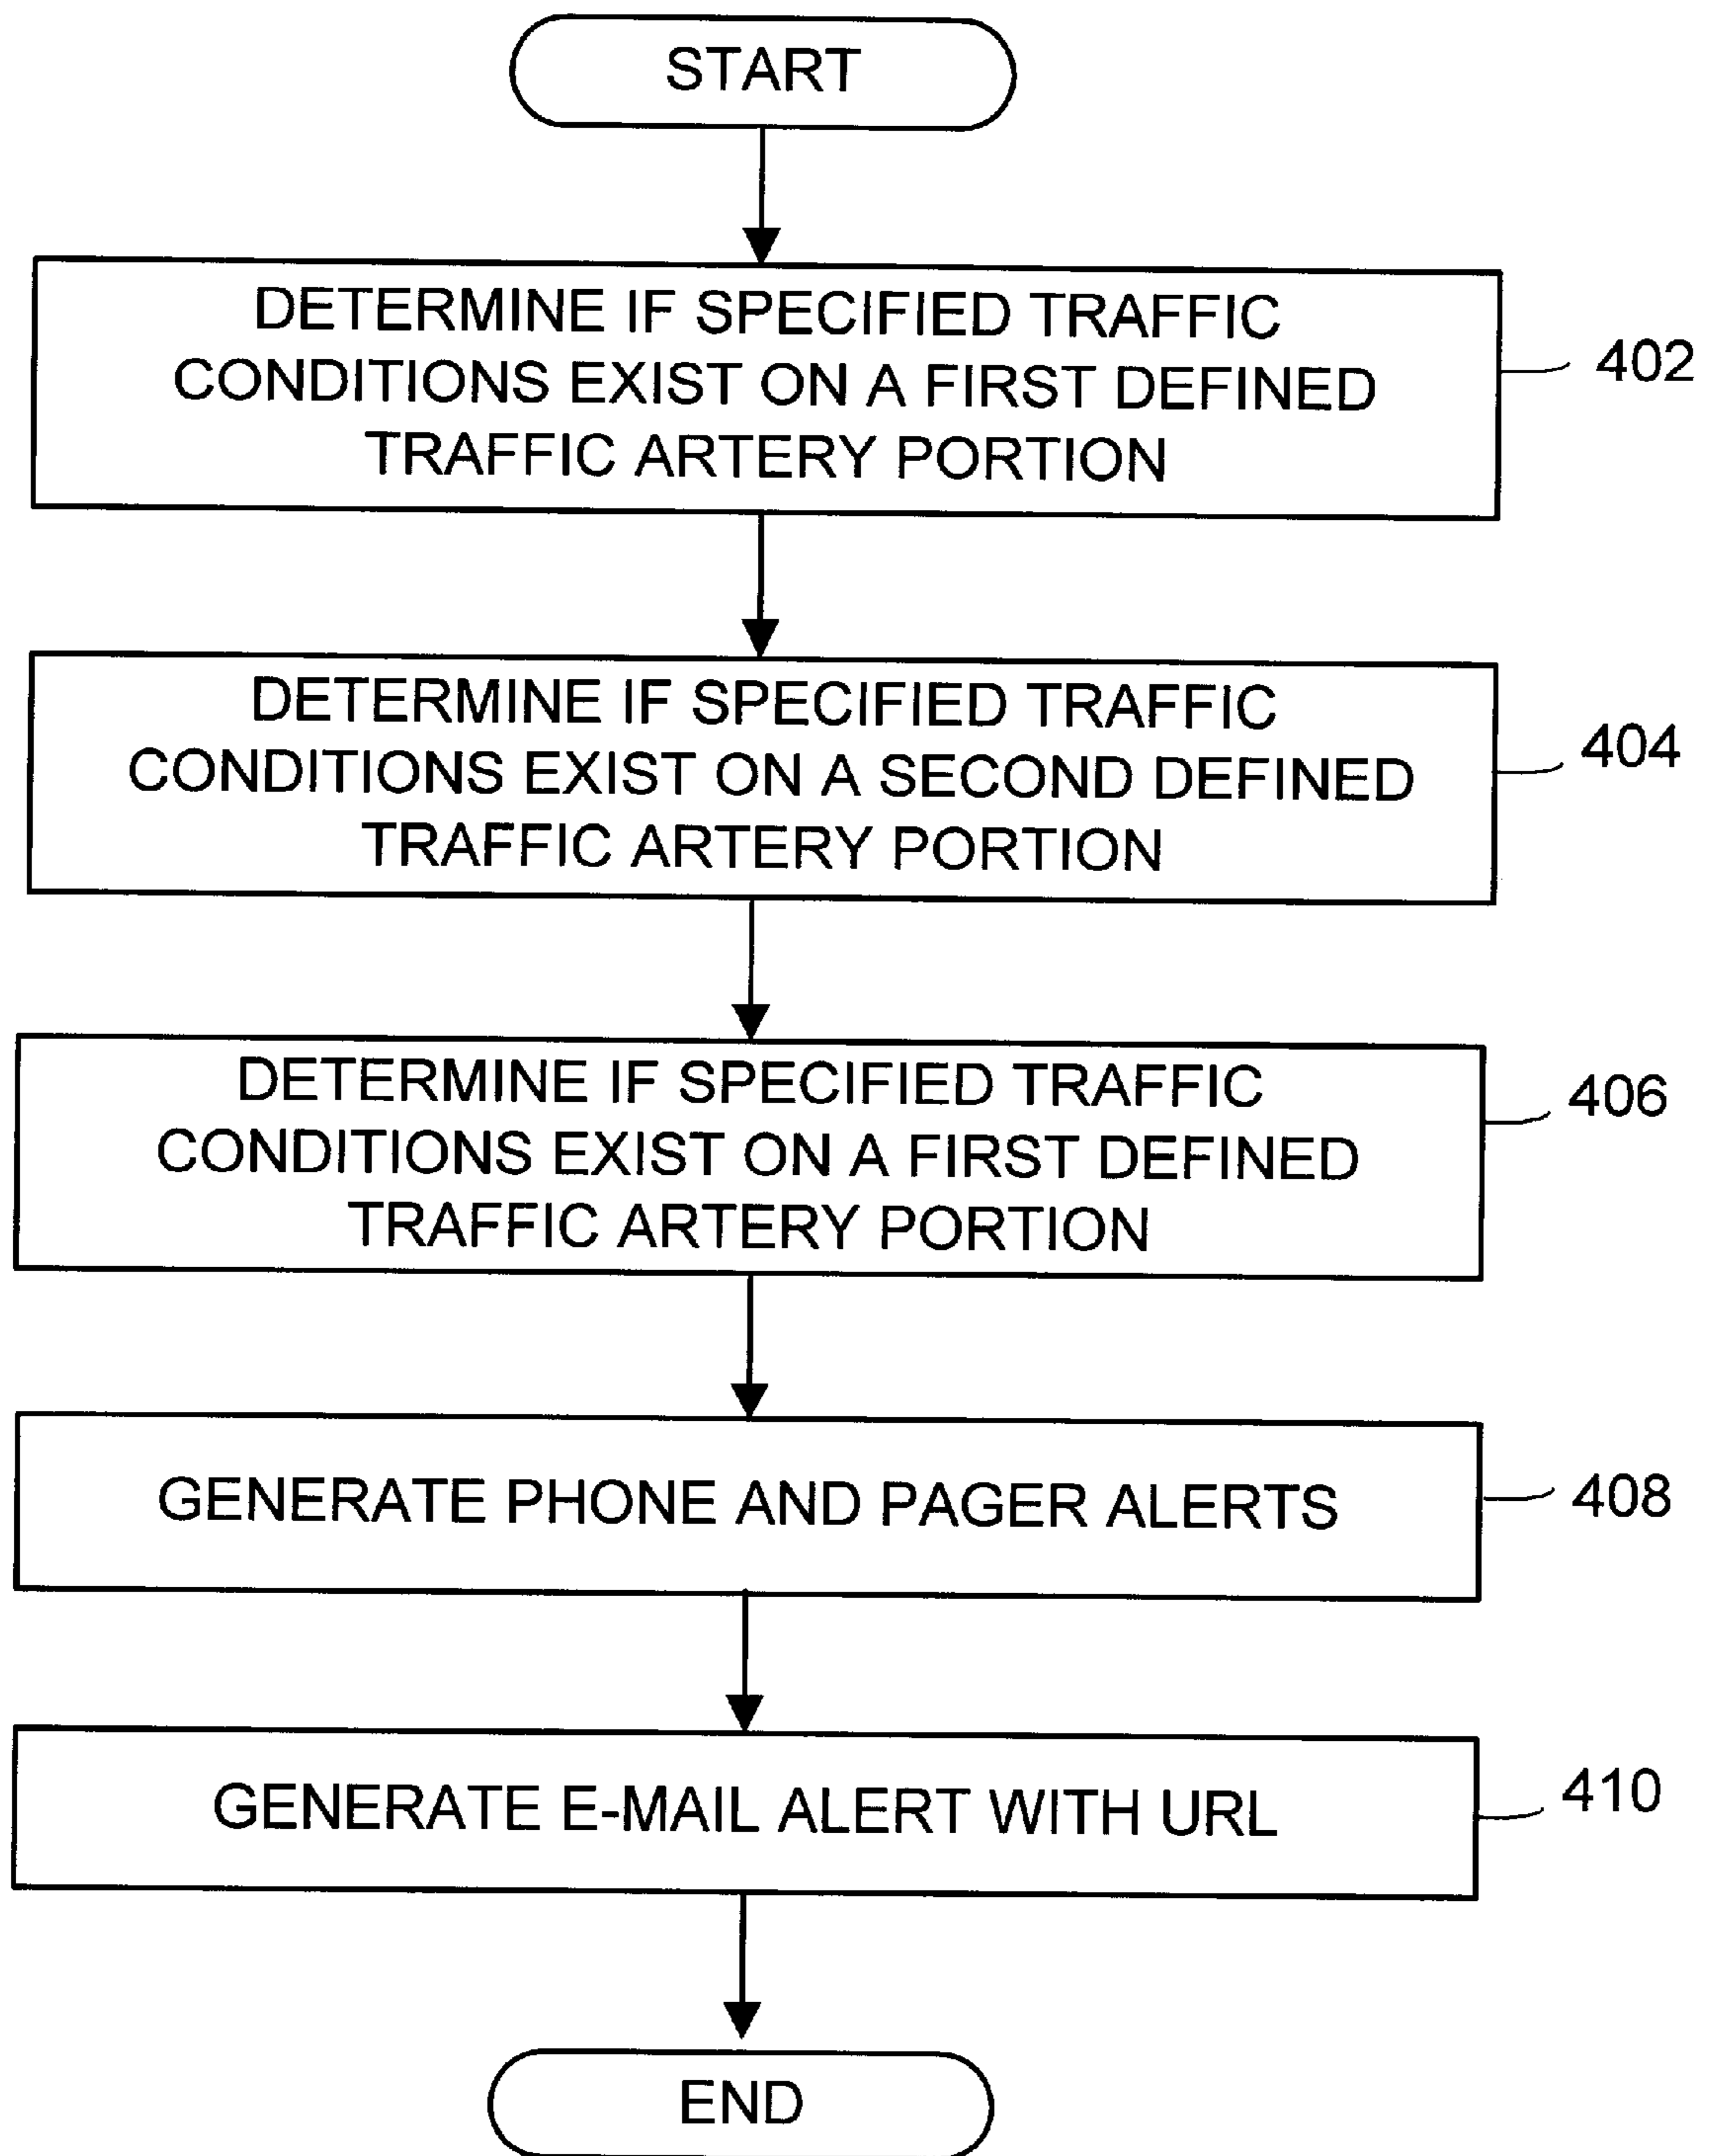 START
DETERMINE IF SPECIFIED TRAFFIC
CONDITIONS EXIST ON A FIRST DEFINED
TRAFFIC ARTERY PORTION
402
DETERMINE IF SPECIFIED TRAFFIC
CONDITIONS EXIST ON A SECOND DEFINED
TRAFFIC ARTERY PORTION
404
DETERMINE IF SPECIFIED TRAFFIC
CONDITIONS EXIST ON A FIRST DEFINED
TRAFFIC ARTERY PORTION
406
GENERATE PHONE AND PAGER ALERTS
408
GENERATE E-MAIL ALERT WITH URL
410
END